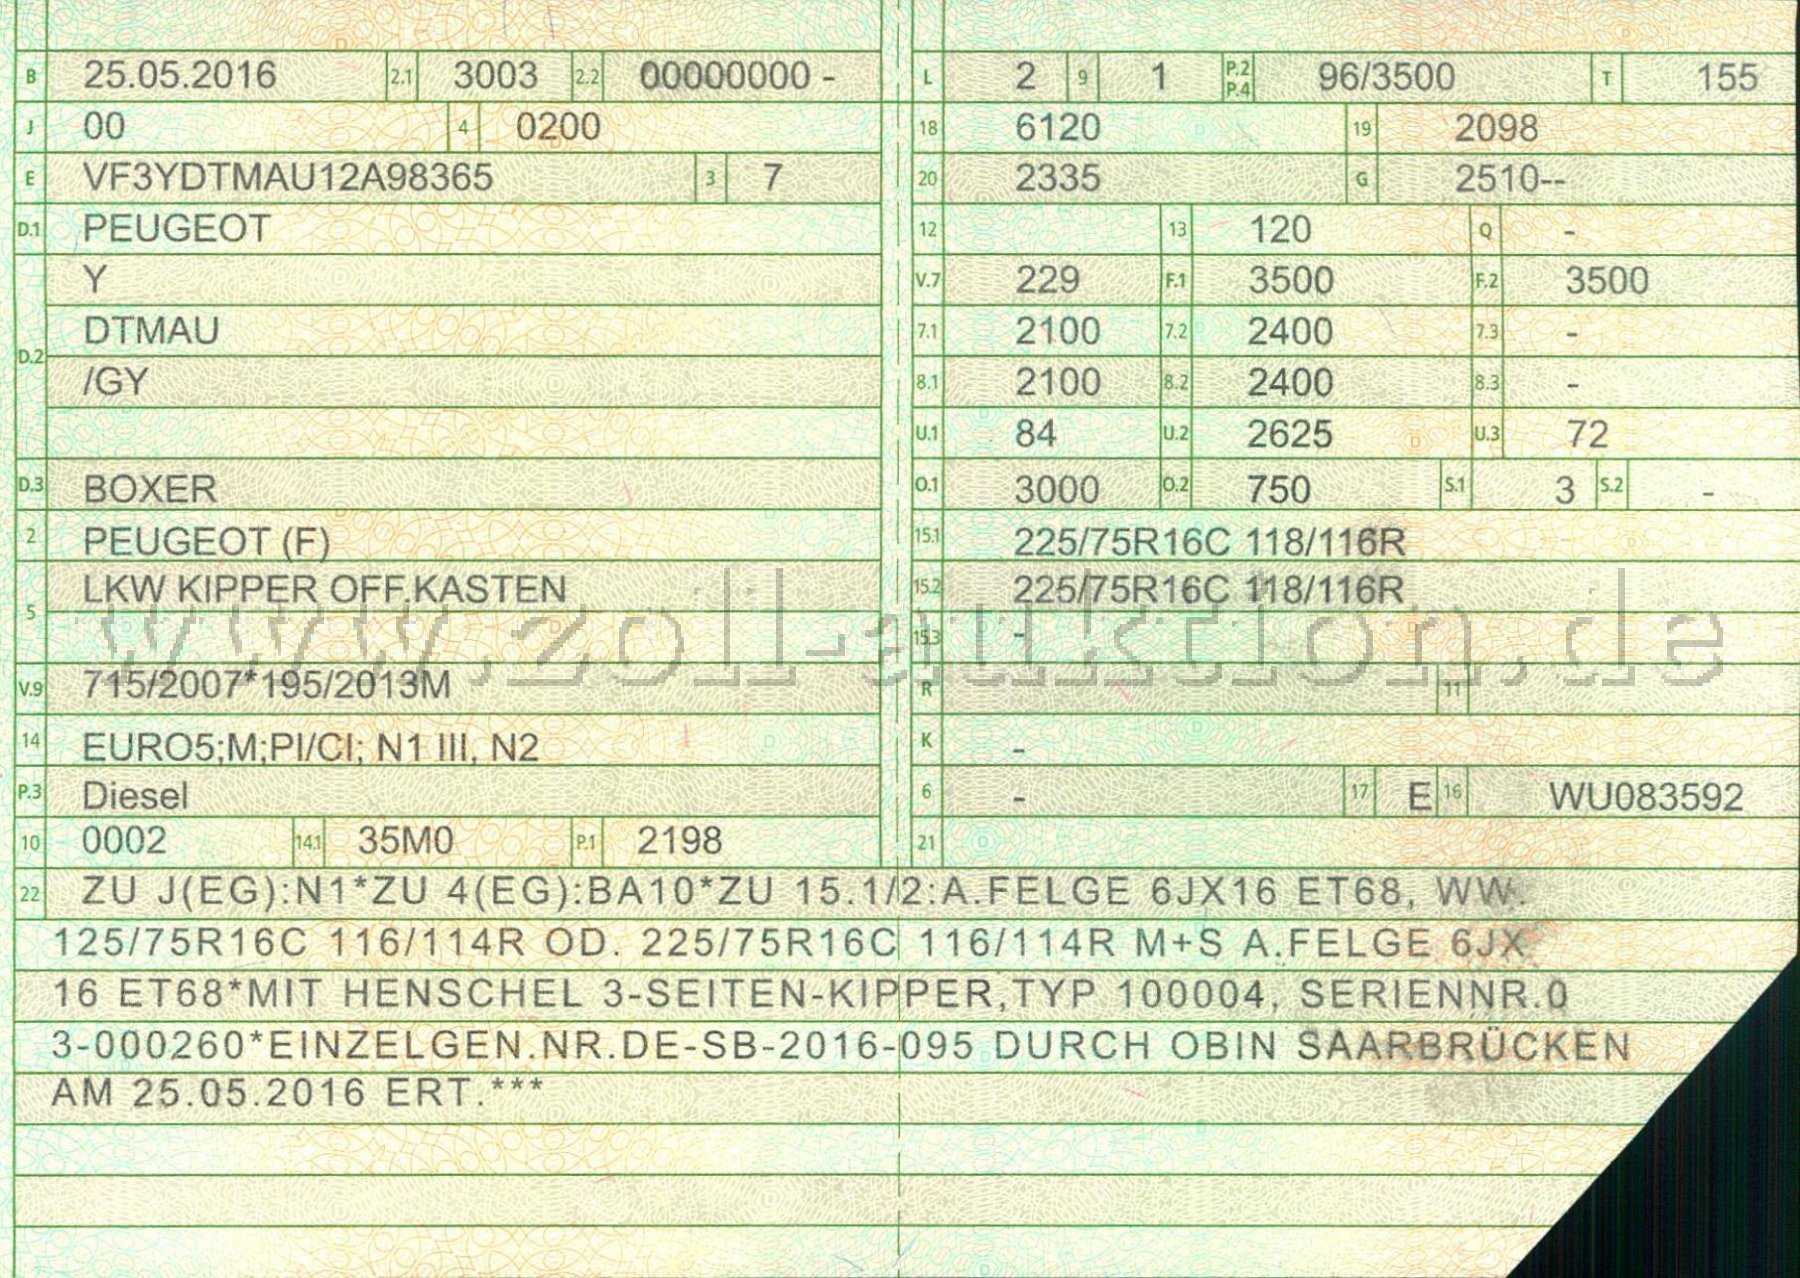 B 25.05.2016 2.1 3003 2.2 00000000 -
J 00 4 0200
E VF3YDTMAU12A98365 3 7
D.1 PEUGEOT
Y
DTMAU
D.2
/GY
D.3 BOXER
2 PEUGEOT (F)
LKW KIPPER OFF.KASTEN
5
V.9 715/2007*195/2013M
14 EURO5;M;PI/CI; N1 III, N2
P.3 Diesel
10 0002 14.1 35M0 P.1 2198
L 2 9 1 P.2 P.4 96/3500 T 155
18 6120 19 2098
20 2335 G 2510--
12 13 120 Q -
V.7 229 F.1 3500 F.2 3500
7.1 2100 7.2 2400 7.3 -
8.1 2100 8.2 2400 8.3 -
U.1 84 U.2 2625 U.3 72
O.1 3000 O.2 750 S.1 3 S.2 -
15.1 225/75R16C 118/116R
15.2 225/75R16C 118/116R
15.3 -
R 11
K -
6 - 17 E 16 WU083592
21
22 ZU J(EG):N1*ZU 4(EG):BA10*ZU 15.1/2:A.FELGE 6JX16 ET68, WW.
125/75R16C 116/114R OD. 225/75R16C 116/114R M+S A.FELGE 6JX
16 ET68*MIT HENSCHEL 3-SEITEN-KIPPER,TYP 100004, SERIENNR.0
3-000260*EINZELGEN.NR.DE-SB-2016-095 DURCH OBIN SAARBRÜCKEN
AM 25.05.2016 ERT.***
www.zoll-auktion.de